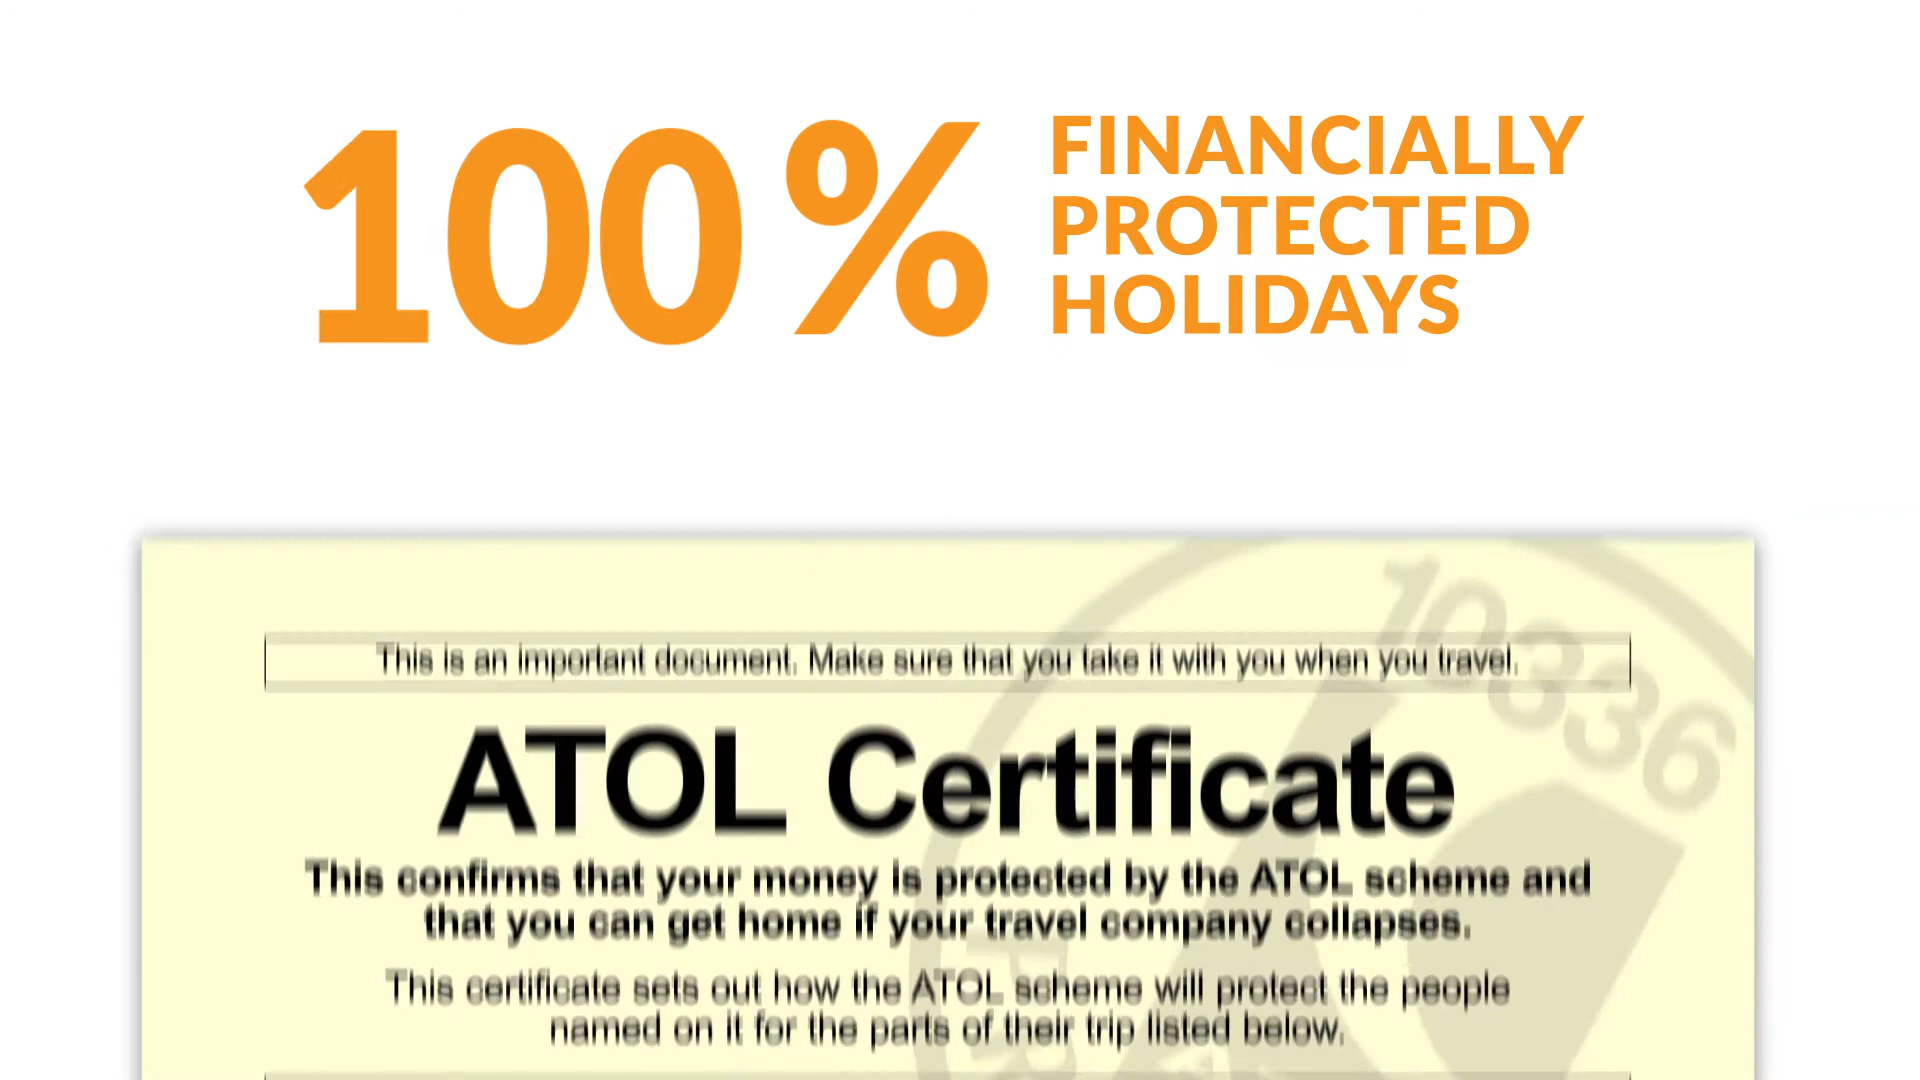 100% FINANCIALLY
PROTECTED
HOLIDAYS
10336
This is an important document. Make sure that you take it with you when you travel.
ATOL Certificate
This confirms that your money is protected by the ATOL scheme and
that you can get home if your travel company collapses.
This certificate sets out how the ATOL scheme will protect the people
named on it for the parts of their trip listed below.